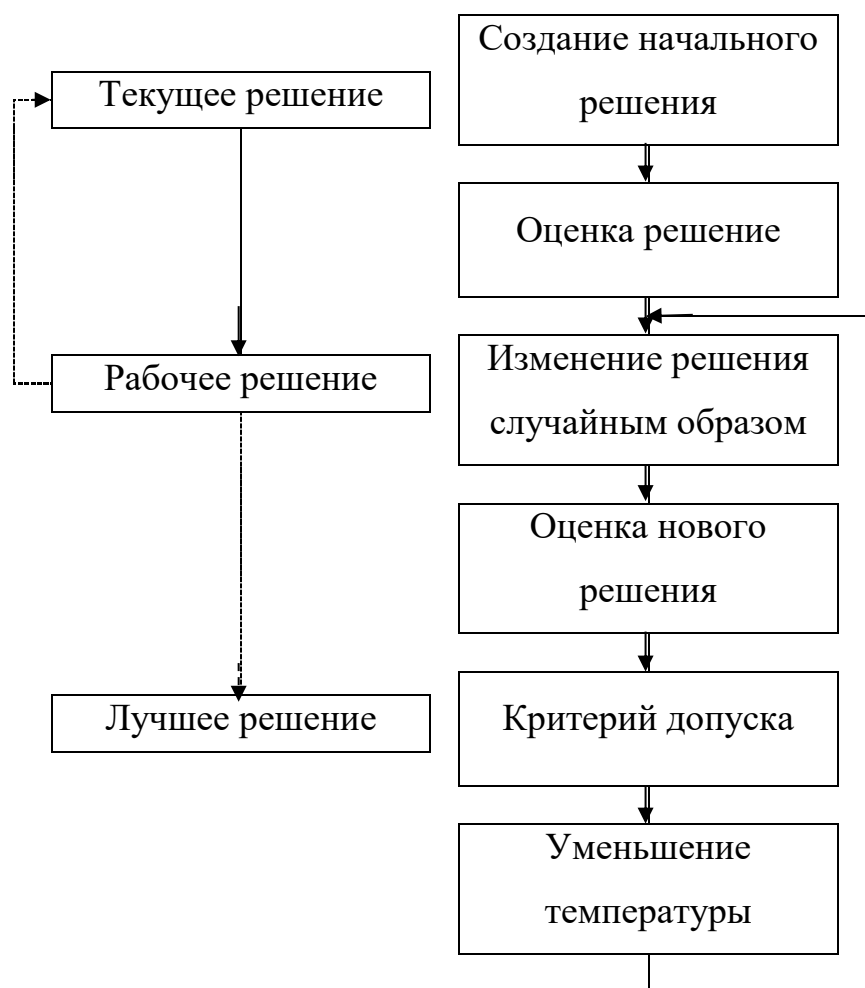 Создание начального
решения
Текущее решение
Оценка решение
Изменение решения
случайным образом
Рабочее решение
Оценка нового
решения
Критерий допуска
Лучшее решение
Уменьшение
температуры